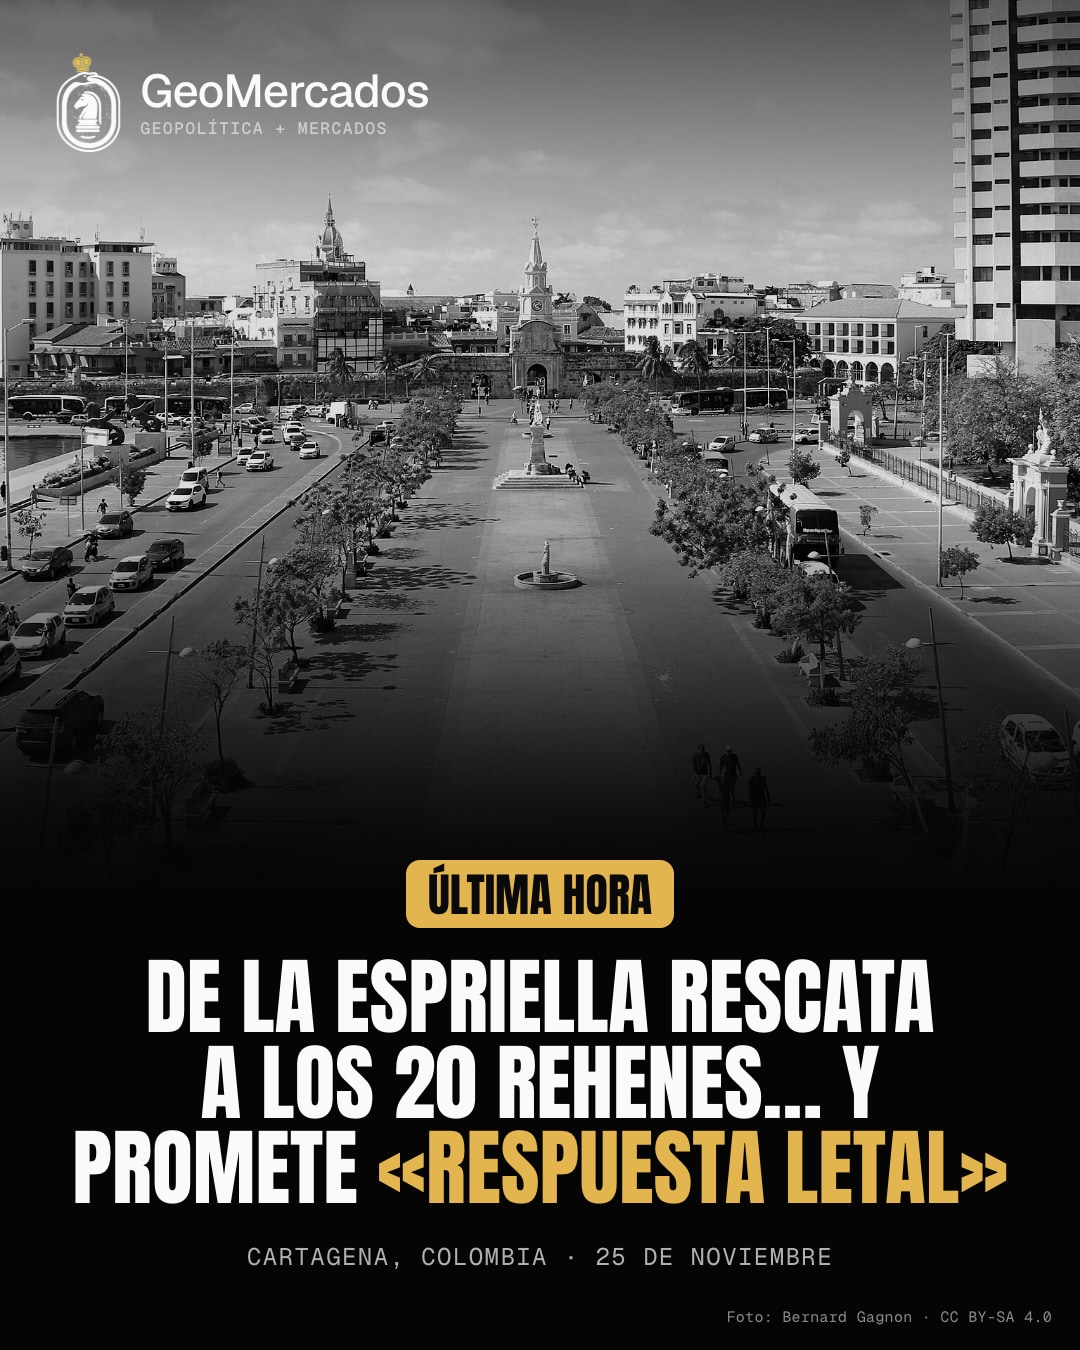 GeoMercados
GEOPOLÍTICA + MERCADOS
ÚLTIMA HORA
DE LA ESPRIELLA RESCATA
A LOS 20 REHENES... Y
PROMETE «RESPUESTA LETAL»
CARTAGENA, COLOMBIA · 25 DE NOVIEMBRE
Foto: Bernard Gagnon · CC BY-SA 4.0